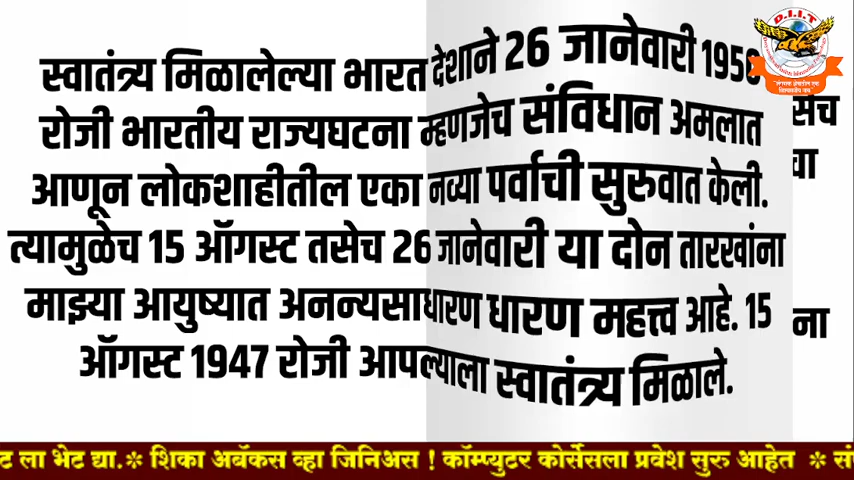 स्वातंत्र्य मिळालेल्या भारत देशाने 26 जानेवारी 1950
रोजी भारतीय राज्यघटना म्हणजेच संविधान अमलात
आणून लोकशाहीतील एका नव्या पर्वाची सुरुवात केली.
त्यामुळेच 15 ऑगस्ट तसेच 26 जानेवारी या दोन तारखांना
माझ्या आयुष्यात अनन्यसाधारण धारण महत्त्व आहे. 15
ऑगस्ट 1947 रोजी आपल्याला स्वातंत्र्य मिळाले.
D.I.I.T
ट ला भेट द्या.* शिका अबॅकस व्हा जिनिअस ! कॉम्प्युटर कोर्सेसला प्रवेश सुरु आहेत * सं